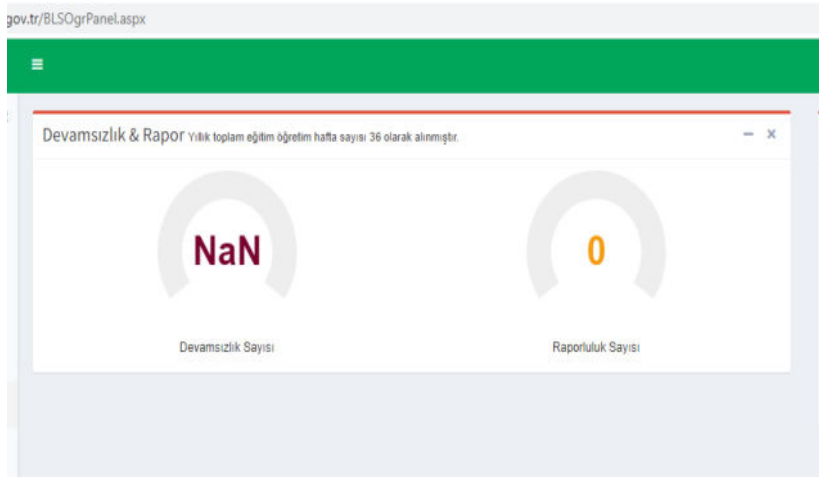 gov.tr/BLSOgrPanel.aspx
Devamsızlık & Rapor Yıllık toplam eğitim öğretim hafta sayısı 36 olarak alınmıştır.
NaN
0
Devamsızlık Sayısı
Raporluluk Sayısı